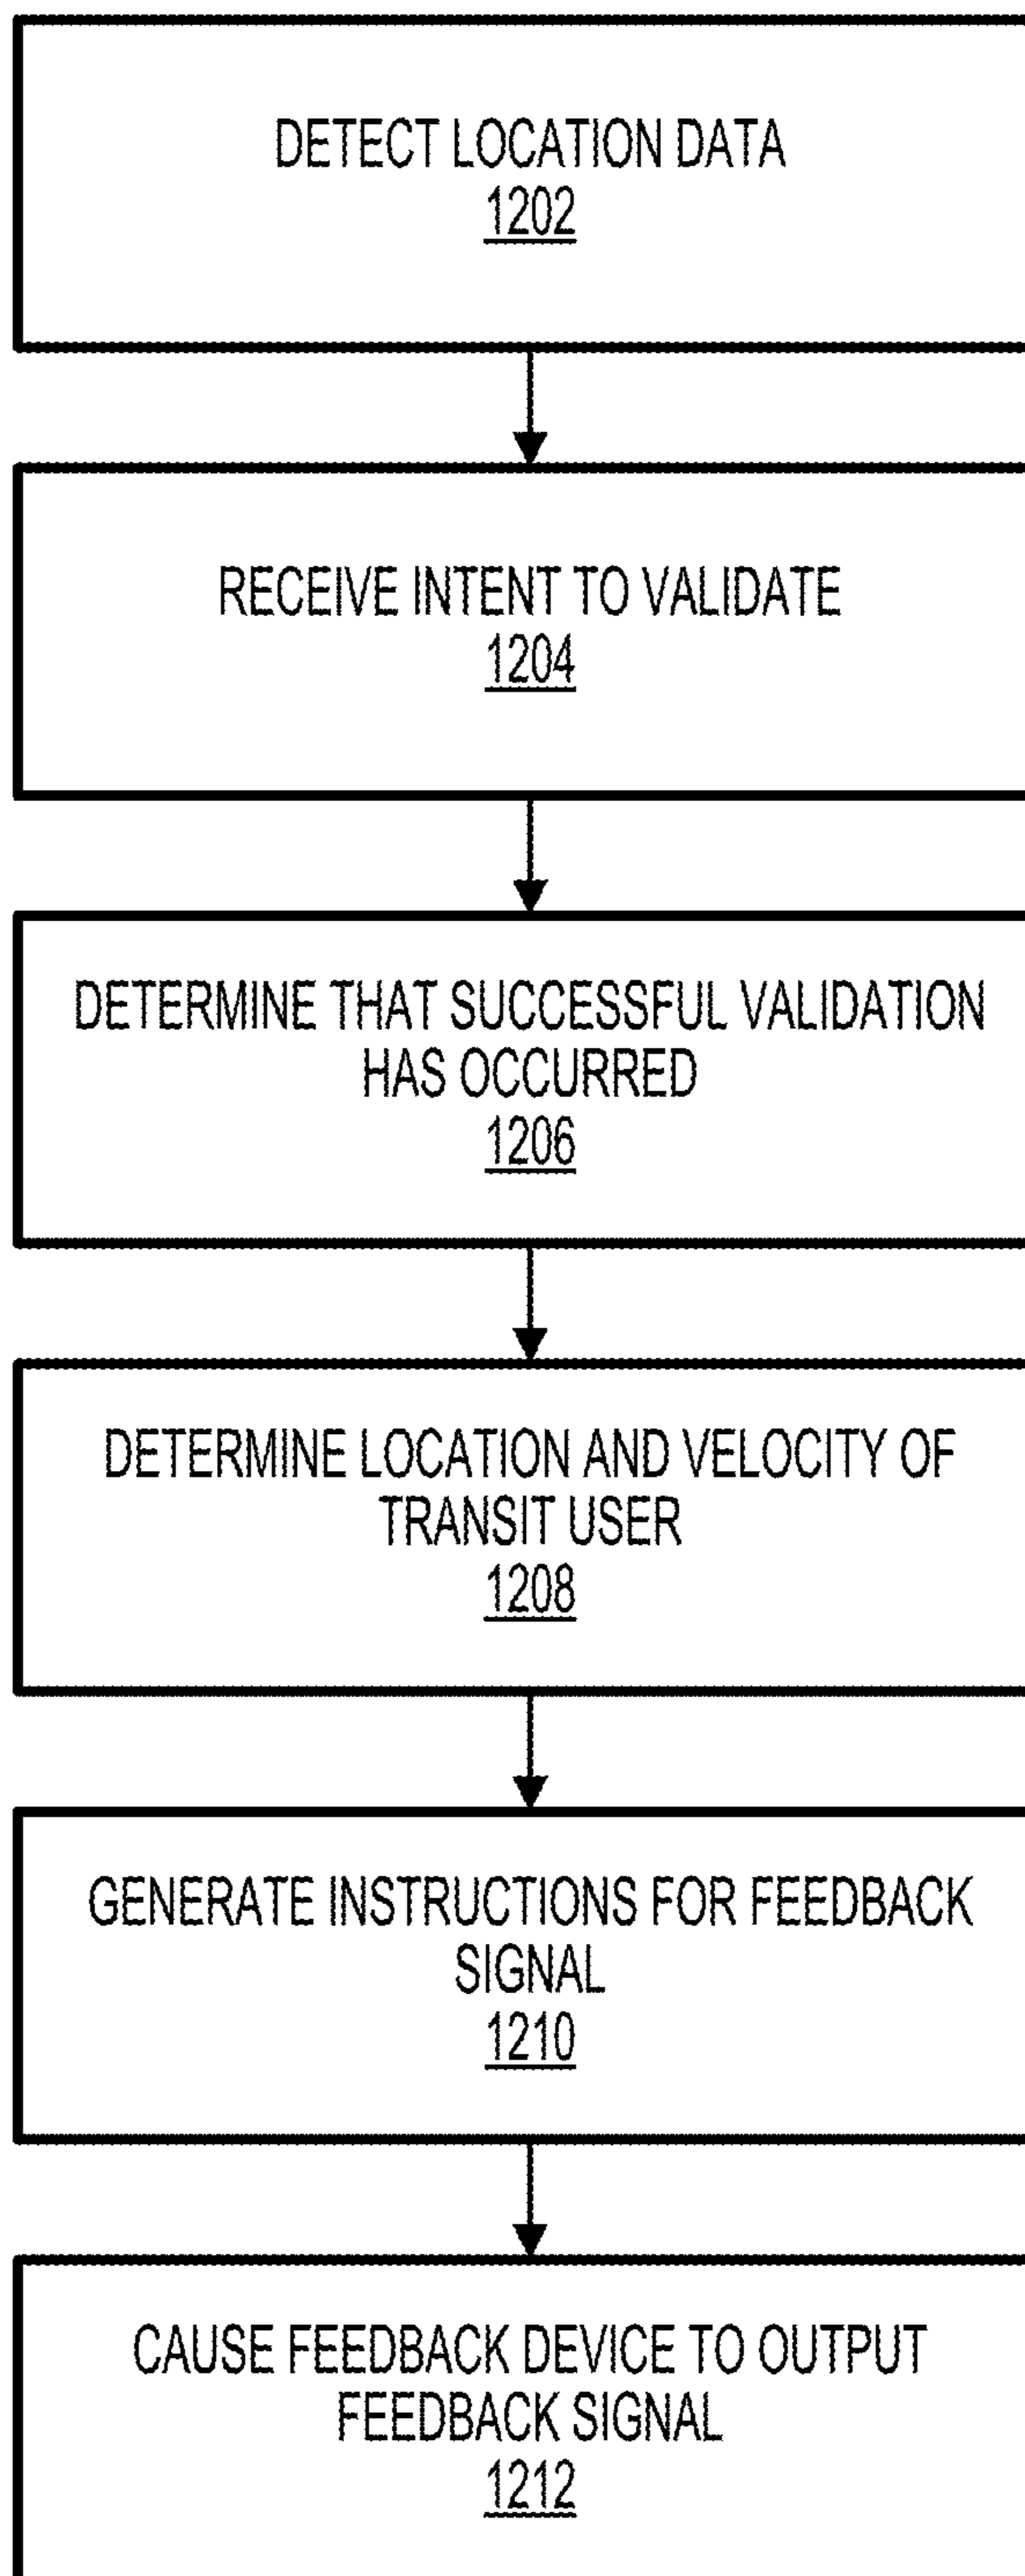 DETECT LOCATION DATA
1202
RECEIVE INTENT TO VALIDATE
1204
DETERMINE THAT SUCCESSFUL VALIDATION
HAS OCCURRED
1206
DETERMINE LOCATION AND VELOCITY OF
TRANSIT USER
1208
GENERATE INSTRUCTIONS FOR FEEDBACK
SIGNAL
1210
CAUSE FEEDBACK DEVICE TO OUTPUT
FEEDBACK SIGNAL
1212